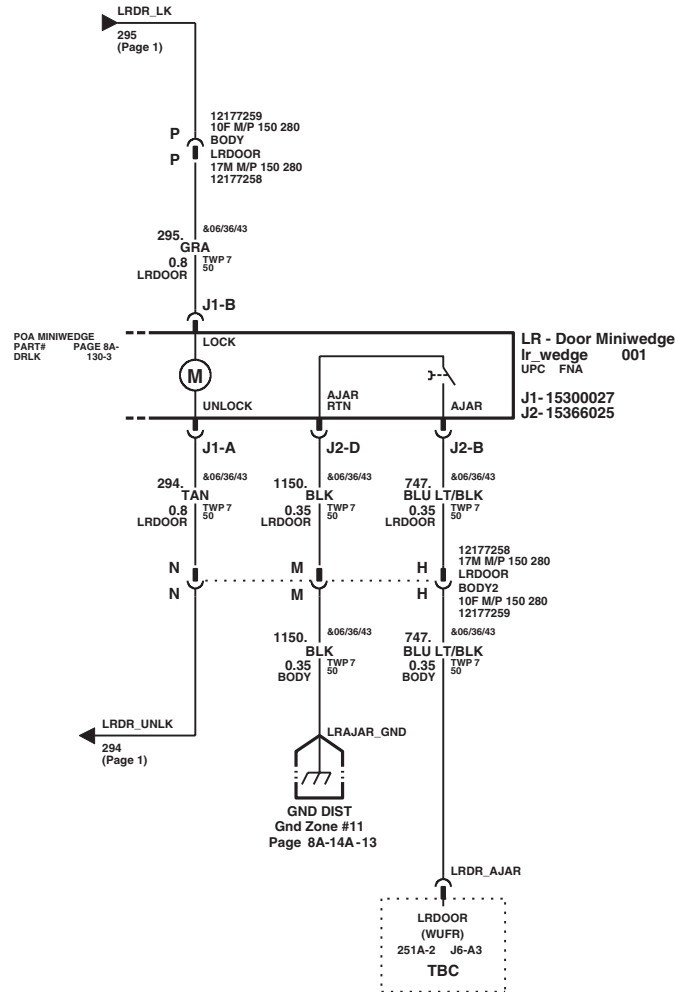 LRDR_LK
295
(Page 1)
12177259
10F M/P 150 280
P BODY
P LRDOOR
17M M/P 150 280
12177258
295. &06/36/43
GRA
0.8 TWP 7
LRDOOR 50
J1-B
POA MINIWEDGE
PART# PAGE 8A-
DRLK 130-3
LOCK
M
UNLOCK
AJAR
RTN
AJAR
LR - Door Miniwedge
lr_wedge 001
UPC FNA
J1- 15300027
J2- 15366025
J1-A J2-D J2-B
294. &06/36/43
TAN
0.8 TWP 7
LRDOOR 50
1150. &06/36/43
BLK
0.35 TWP 7
LRDOOR 50
747. &06/36/43
BLU LT/BLK
0.35 TWP 7
LRDOOR 50
N M H
N M H
12177258
17M M/P 150 280
LRDOOR
BODY2
10F M/P 150 280
12177259
1150. &06/36/43
BLK
0.35 TWP 7
BODY 50
747. &06/36/43
BLU LT/BLK
0.35 TWP 7
BODY 50
LRDR_UNLK
294
(Page 1)
LRAJAR_GND
GND DIST
Gnd Zone #11
Page 8A-14A-13
LRDR_AJAR
LRDOOR
(WUFR)
251A-2 J6-A3
TBC